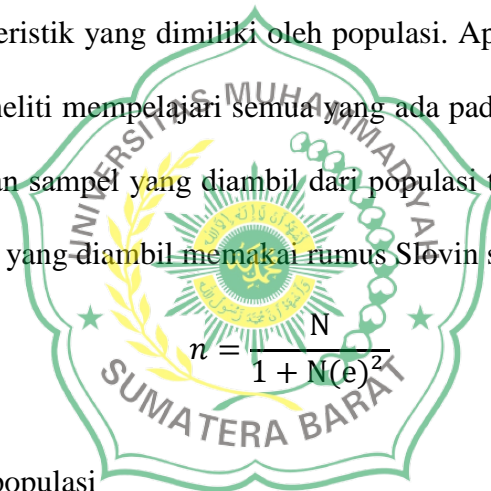 eristik yang dimiliki oleh populasi. Ap
neliti mempelajari semua yang ada pad
an sampel yang diambil dari populasi t
yang diambil memakai rumus Slovin s
n = N / 1 + N(e)²
populasi
UNIVERSITAS MUHAMMADIYAH
SUMATERA BARAT